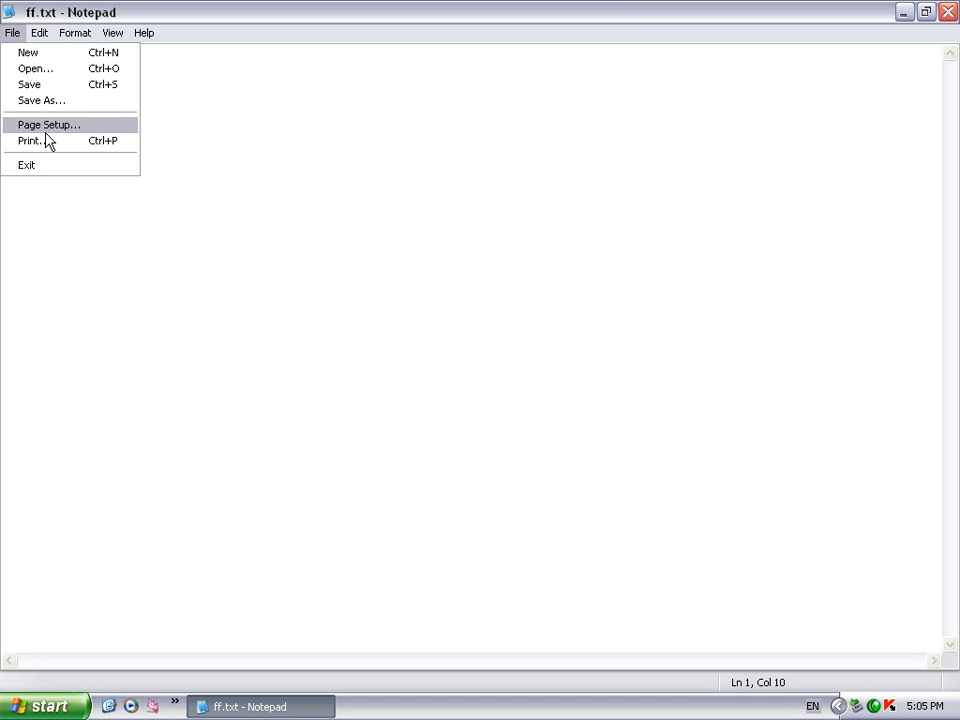 ff.txt - Notepad
File Edit Format View Help
New Ctrl+N
Open... Ctrl+O
Save Ctrl+S
Save As...
Page Setup...
Print... Ctrl+P
Exit
Ln 1, Col 10
start » ff.txt - Notepad EN 5:05 PM